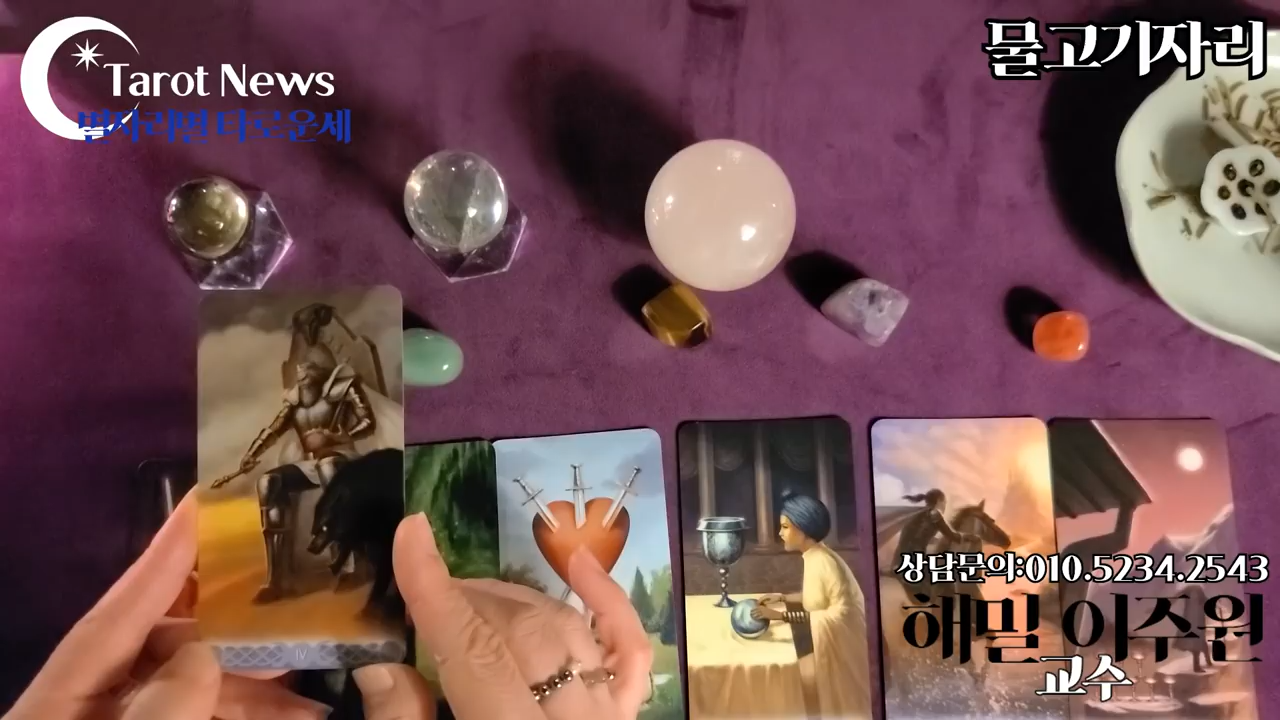 Tarot News
별자리별 타로운세
물고기자리
IV
상담문의:010.5234.2543
해밀 이주원
교수